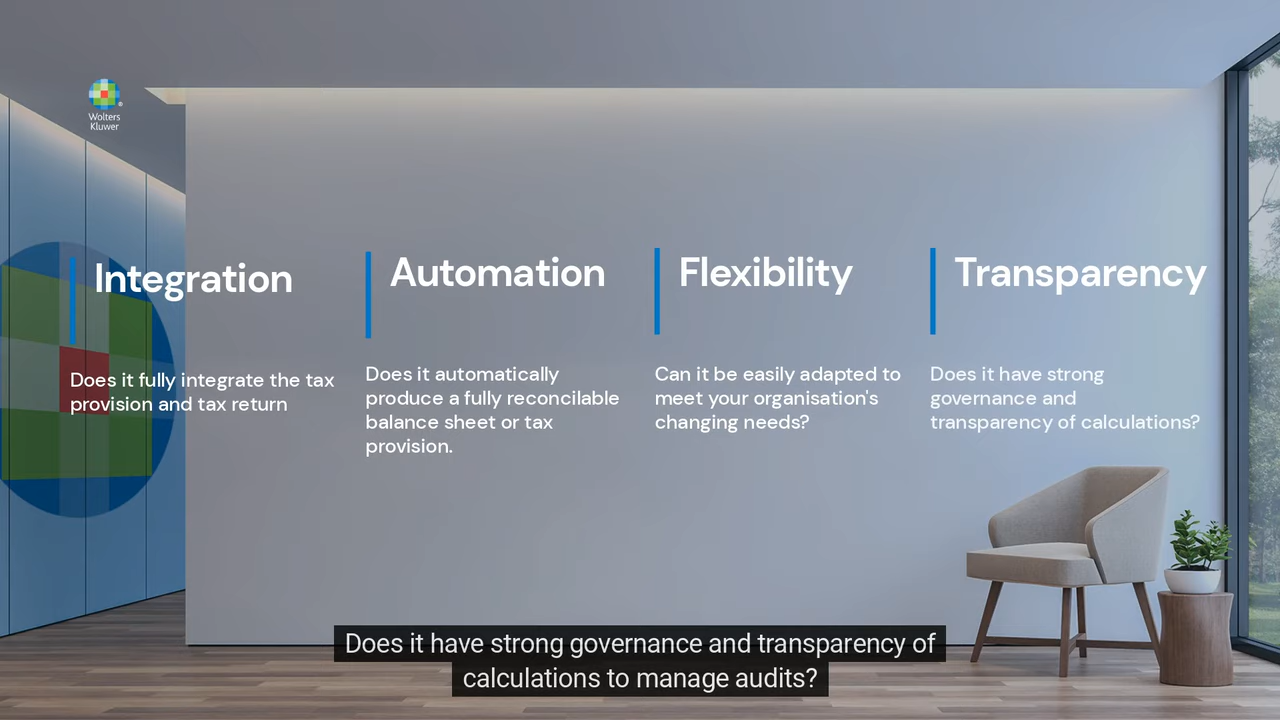 Wolters
Kluwer
Integration
Does it fully integrate the tax
provision and tax return
Automation
Does it automatically
produce a fully reconcilable
balance sheet or tax
provision.
Flexibility
Can it be easily adapted to
meet your organisation's
changing needs?
Transparency
Does it have strong
governance and
transparency of calculations?
Does it have strong governance and transparency of
calculations to manage audits?